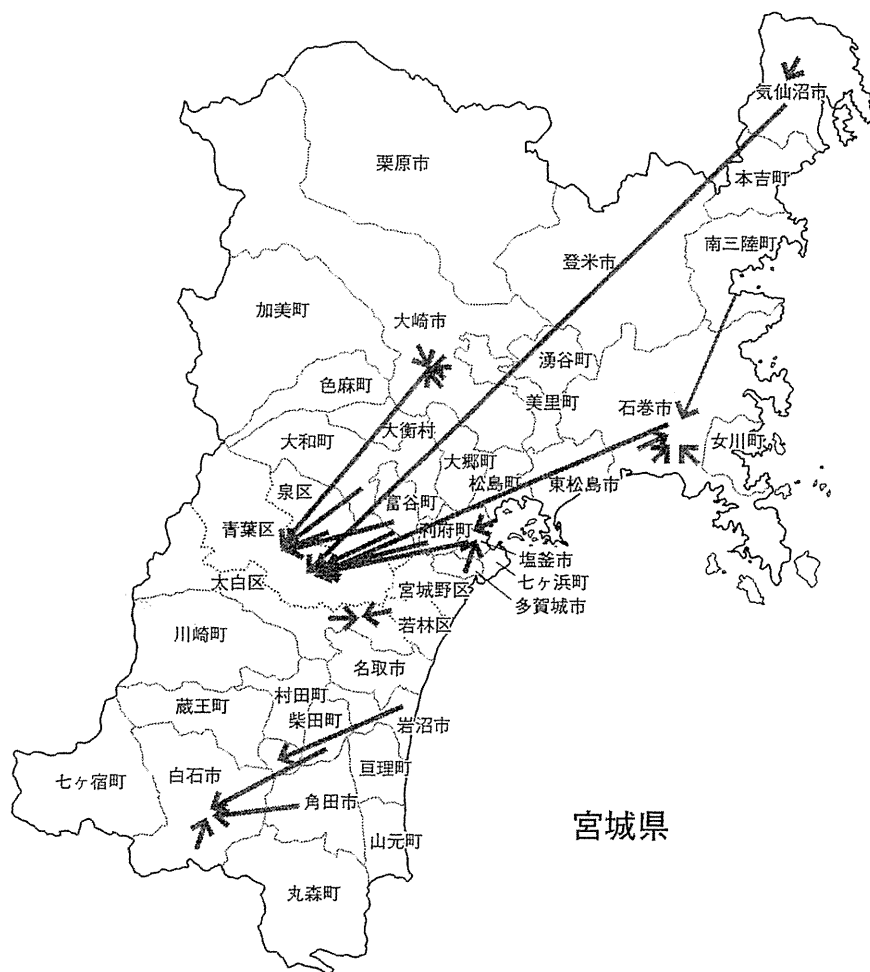 気仙沼市
栗原市
本吉町
南三陸町
登米市
加美町
大崎市
湧谷町
色麻町
美里町
石巻市
大衡村
女川町
大和町
大郷町
松島町
東松島市
泉区
富谷町
青葉区
利府町
塩釜市
太白区
七ヶ浜町
宮城野区
多賀城市
若林区
川崎町
名取市
村田町
蔵王町
柴田町
岩沼市
亘理町
七ヶ宿町
白石市
角田市
宮城県
山元町
丸森町